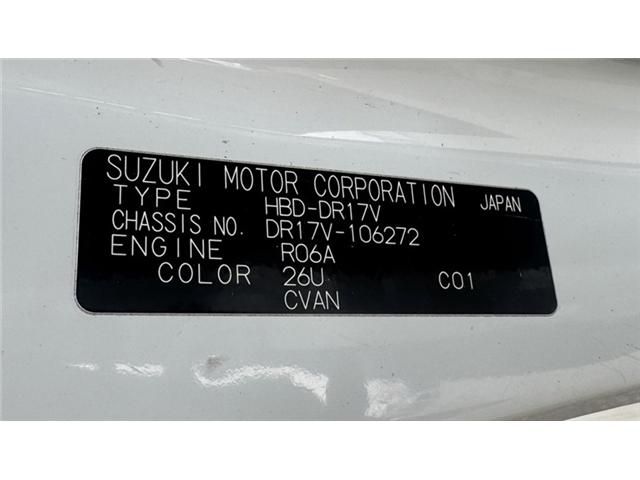 SUZUKI MOTOR CORPORATION JAPAN
TYPE HBD-DR17V
CHASSIS NO. DR17V-106272
ENGINE R06A
COLOR 26U C01
CVAN